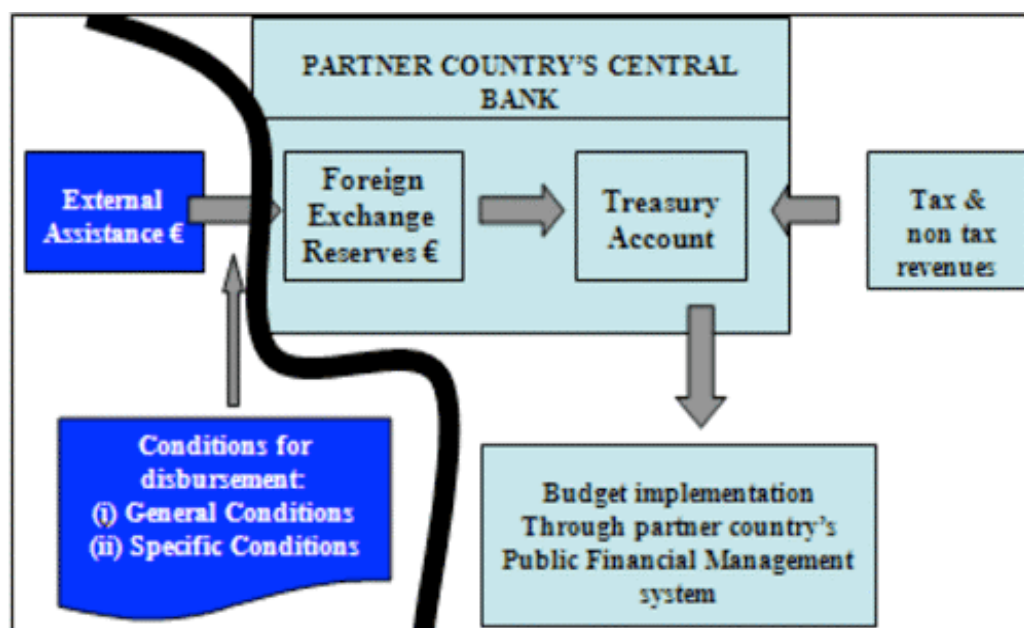 PARTNER COUNTRY'S CENTRAL
BANK
External
Assistance €
Foreign
Exchange
Reserves €
Treasury
Account
Tax &
non tax
revenues
Conditions for
disbursement:
(i) General Conditions
(ii) Specific Conditions
Budget implementation
Through partner country's
Public Financial Management
system